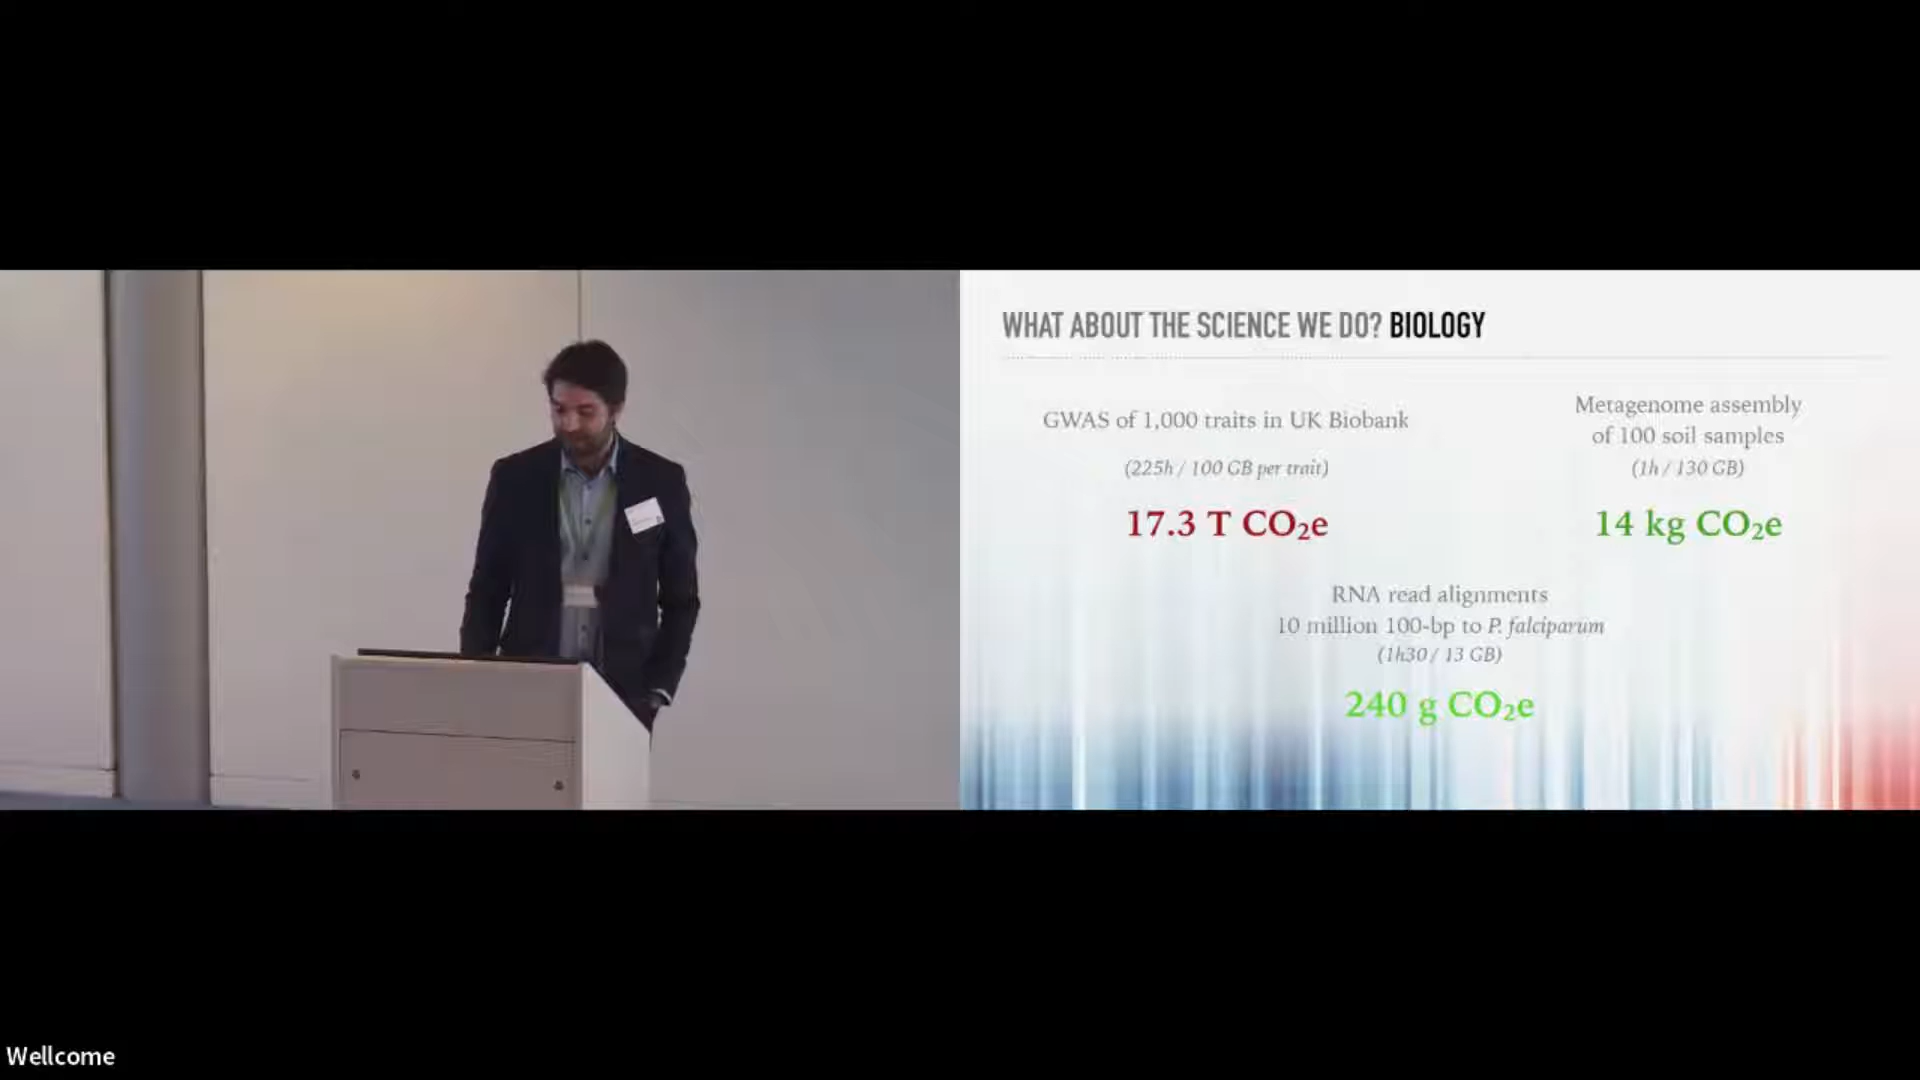 WHAT ABOUT THE SCIENCE WE DO? BIOLOGY
GWAS of 1,000 traits in UK Biobank
(225h / 100 GB per trait)
17.3 T CO₂e
Metagenome assembly
of 100 soil samples
(1h / 130 GB)
14 kg CO₂e
RNA read alignments
10 million 100-bp to P. falciparum
(1h30 / 13 GB)
240 g CO₂e
Wellcome